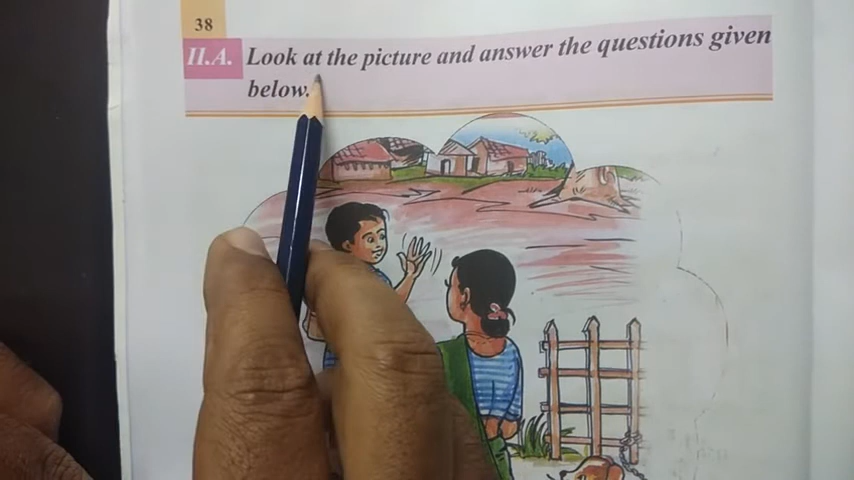 38
II.A. Look at the picture and answer the questions given
below.